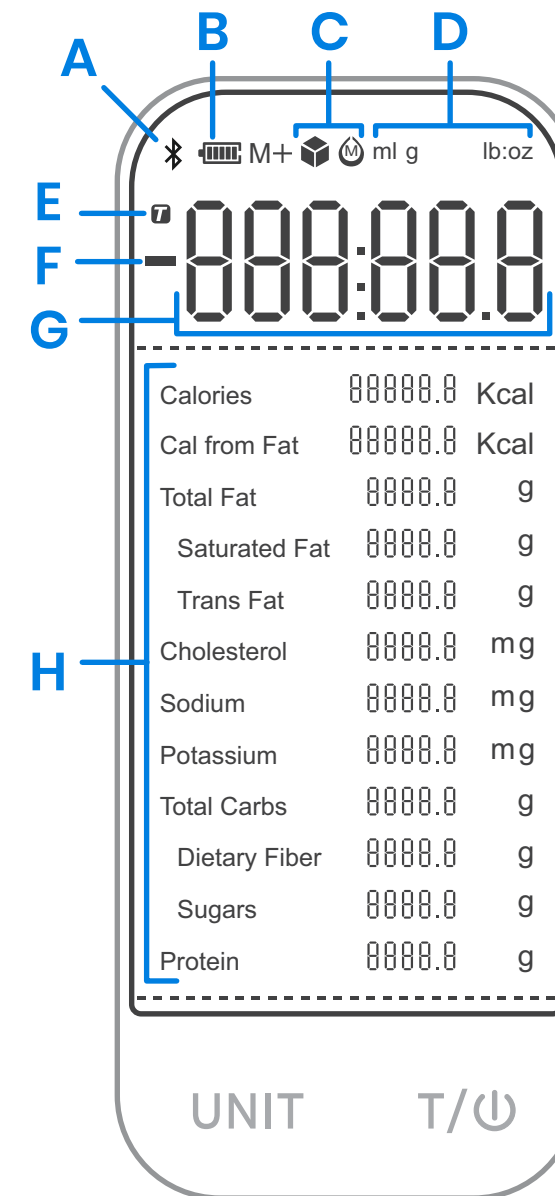 B C D
A
M+ M ml g lb:oz
E T
F
888:88.8
G
Calories 88888.8 Kcal
Cal from Fat 88888.8 Kcal
Total Fat 8888.8 g
Saturated Fat 8888.8 g
Trans Fat 8888.8 g
Cholesterol 8888.8 mg
H
Sodium 8888.8 mg
Potassium 8888.8 mg
Total Carbs 8888.8 g
Dietary Fiber 8888.8 g
Sugars 8888.8 g
Protein 8888.8 g
UNIT T/⏻